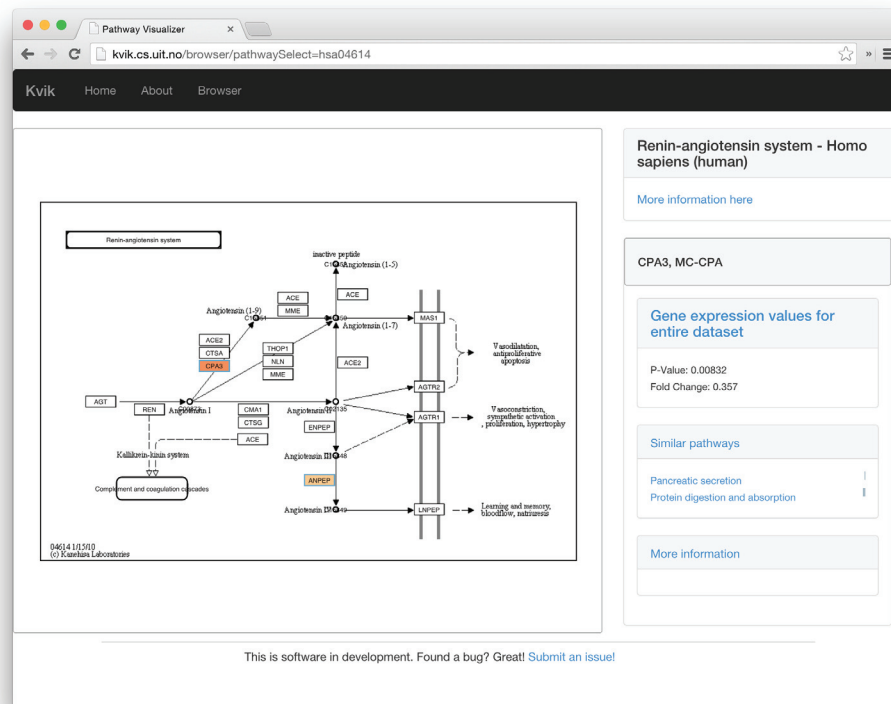 Pathway Visualizer
kvik.cs.uit.no/browser/pathwaySelect=hsa04614
Kvik Home About Browser
Renin-angiotensin system
inactive peptide
Angiotensin (1-5)
ACE
ACE
MME
Angiotensin (1-9)
Angiotensin (1-7)
MAS1
ACE2
CTSA
CPA3
THOP1
NLN
MME
ACE2
Vasodilatation,
antiproliferative
apoptosis
AGTR2
AGT
REN
Angiotensin I
CMA1
CTSG
ACE
Angiotensin II
AGTR1
Vasoconstriction,
sympathetic activation
, proliferation, hypertrophy
ENPEP
Kallikrein-kinin system
Angiotensin III
ANPEP
Complement and coagulation cascades
Angiotensin IV
LNPEP
Learning and memory,
bloodflow, natriuresis
04614 1/15/10
(c) Kanehisa Laboratories
Renin-angiotensin system - Homo
sapiens (human)
More information here
CPA3, MC-CPA
Gene expression values for
entire dataset
P-Value: 0.00832
Fold Change: 0.357
Similar pathways
Pancreatic secretion
Protein digestion and absorption
More information
This is software in development. Found a bug? Great! Submit an issue!